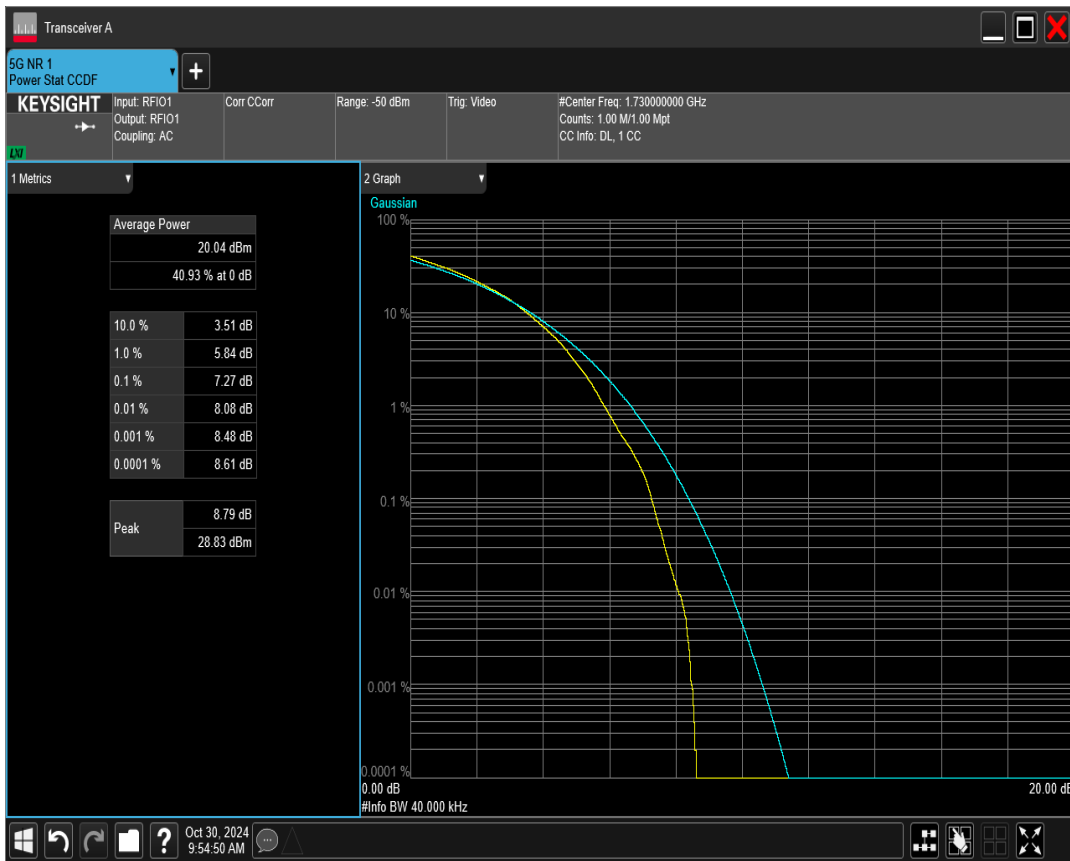 Transceiver A
5G NR 1
Power Stat CCDF
KEYSIGHT
LXI
Input: RFIO1
Output: RFIO1
Coupling: AC
Corr CCorr
Range: -50 dBm
Trig: Video
#Center Freq: 1.730000000 GHz
Counts: 1.00 M/1.00 Mpt
CC Info: DL, 1 CC
1 Metrics
Average Power
20.04 dBm
40.93 % at 0 dB
10.0 % 3.51 dB
1.0 % 5.84 dB
0.1 % 7.27 dB
0.01 % 8.08 dB
0.001 % 8.48 dB
0.0001 % 8.61 dB
Peak
8.79 dB
28.83 dBm
2 Graph
Gaussian
100 %
10 %
1 %
0.1 %
0.01 %
0.001 %
0.0001 %
0.00 dB
20.00 dB
#Info BW 40.000 kHz
Oct 30, 2024
9:54:50 AM